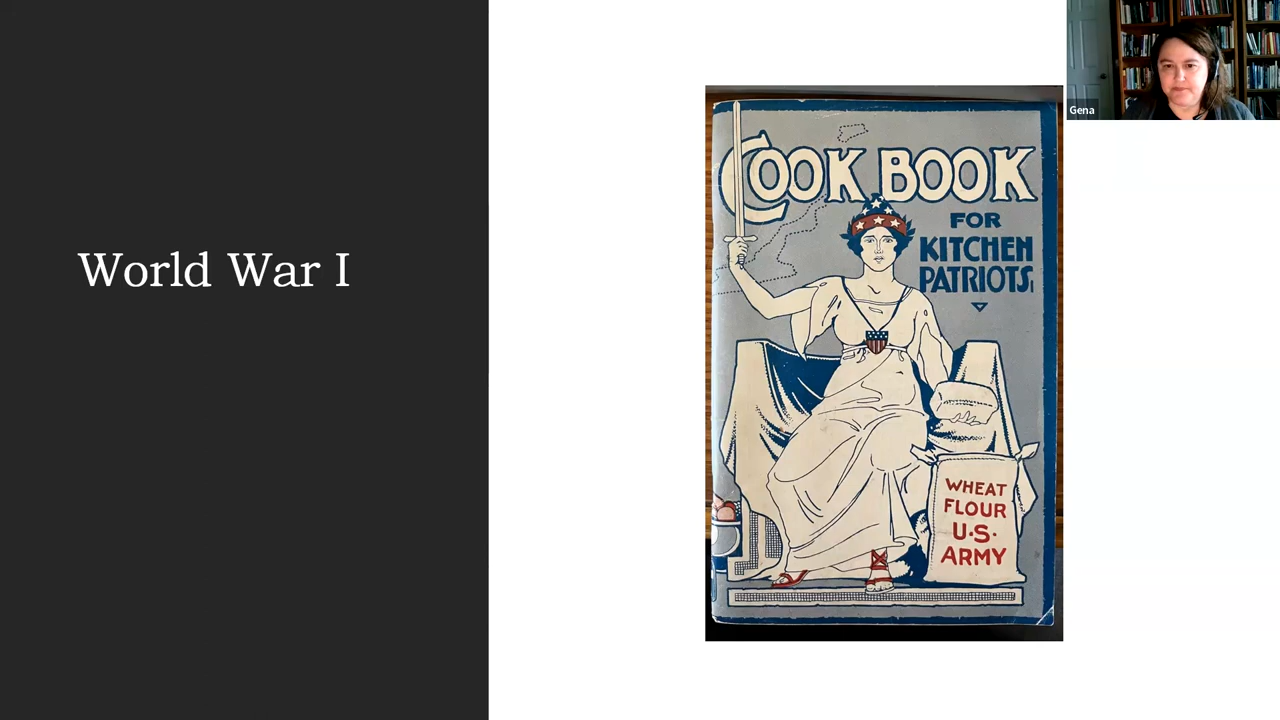 World War I
COOK BOOK
FOR
KITCHEN
PATRIOTS
WHEAT
FLOUR
U.S.
ARMY
Gena